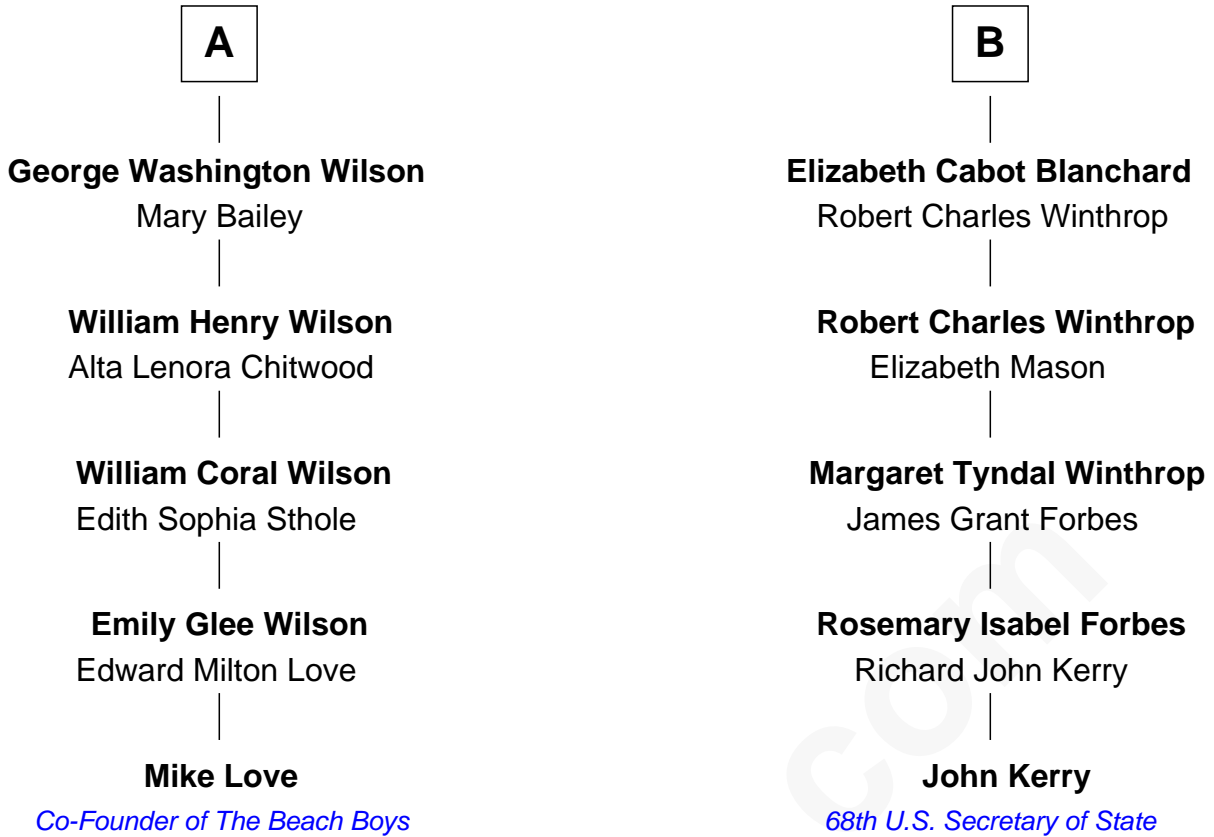 A
George Washington Wilson
Mary Bailey
William Henry Wilson
Alta Lenora Chitwood
William Coral Wilson
Edith Sophia Sthole
Emily Glee Wilson
Edward Milton Love
Mike Love
Co-Founder of The Beach Boys
B
Elizabeth Cabot Blanchard
Robert Charles Winthrop
Robert Charles Winthrop
Elizabeth Mason
Margaret Tyndal Winthrop
James Grant Forbes
Rosemary Isabel Forbes
Richard John Kerry
John Kerry
68th U.S. Secretary of State
com